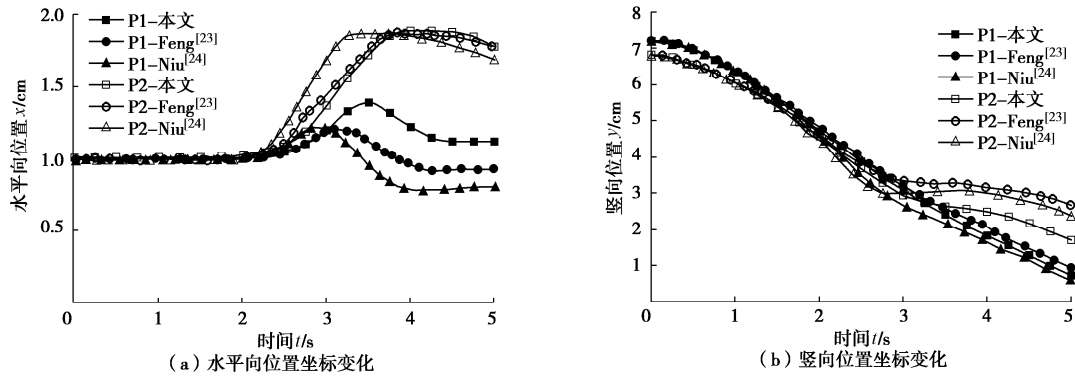 2.0
1.5
1.0
0.5
水平向位置x/cm
P1-本文
P1-Feng[23]
P1-Niu[24]
P2-本文
P2-Feng[23]
P2-Niu[24]
0 1 2 3 4 5
时间t/s
(a)水平向位置坐标变化
8
7
6
5
4
3
2
1
竖向位置y/cm
P1-本文
P1-Feng[23]
P1-Niu[24]
P2-本文
P2-Feng[23]
P2-Niu[24]
0 1 2 3 4 5
时间t/s
(b)竖向位置坐标变化